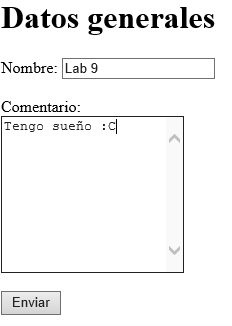 Datos generales
Nombre: Lab 9
Comentario:
Tengo sueño :C
Enviar